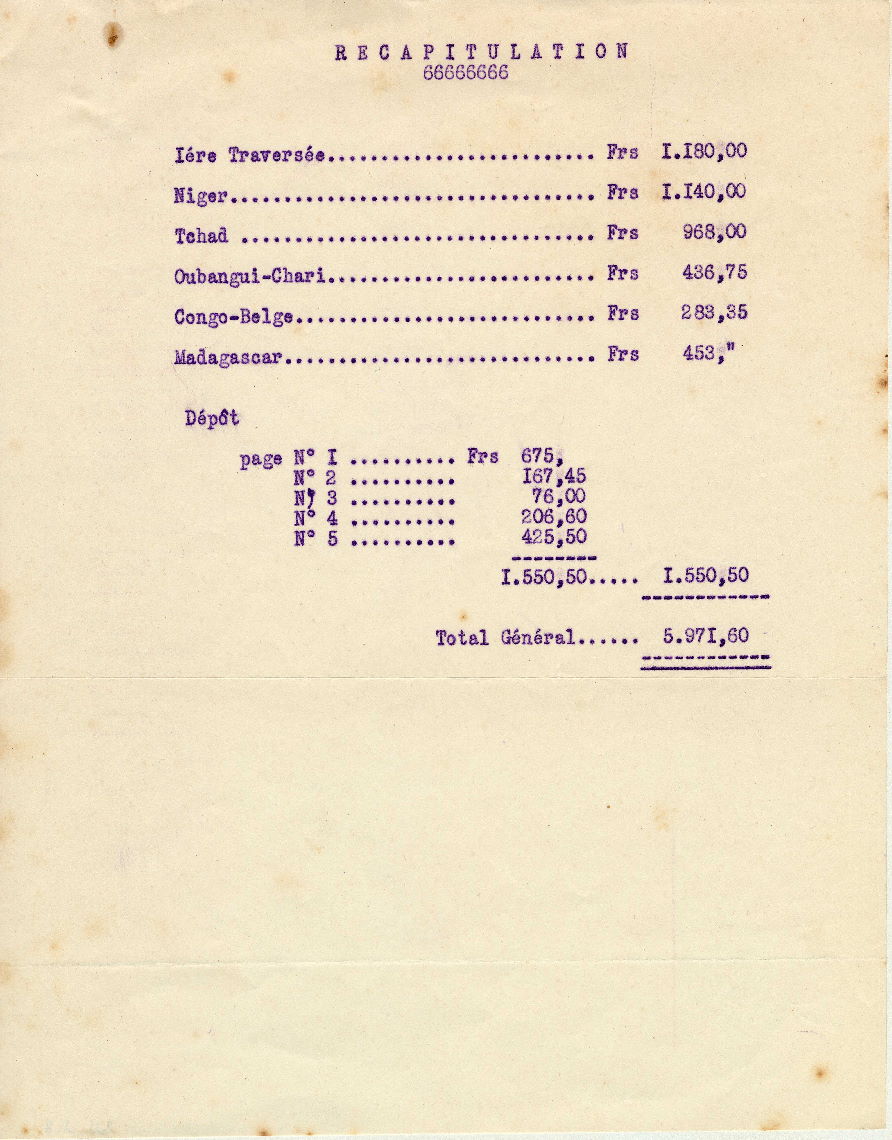 RECAPITULATION
66666666
Iére Traversée......................... Frs I.I80,00
Niger.................................. Frs I.I40,00
Tchad ................................. Frs 968,00
Oubangui-Chari......................... Frs 436,75
Congo-Belge............................ Frs 283,35
Madagascar............................. Frs 453,"
Dépôt
page N° I .......... Frs 675,
N° 2 .......... I67,45
N) 3 .......... 76,00
N° 4 .......... 206,60
N° 5 .......... 425,50
--------
I.550,50..... I.550,50
------------
Total Général...... 5.97I,60
------------